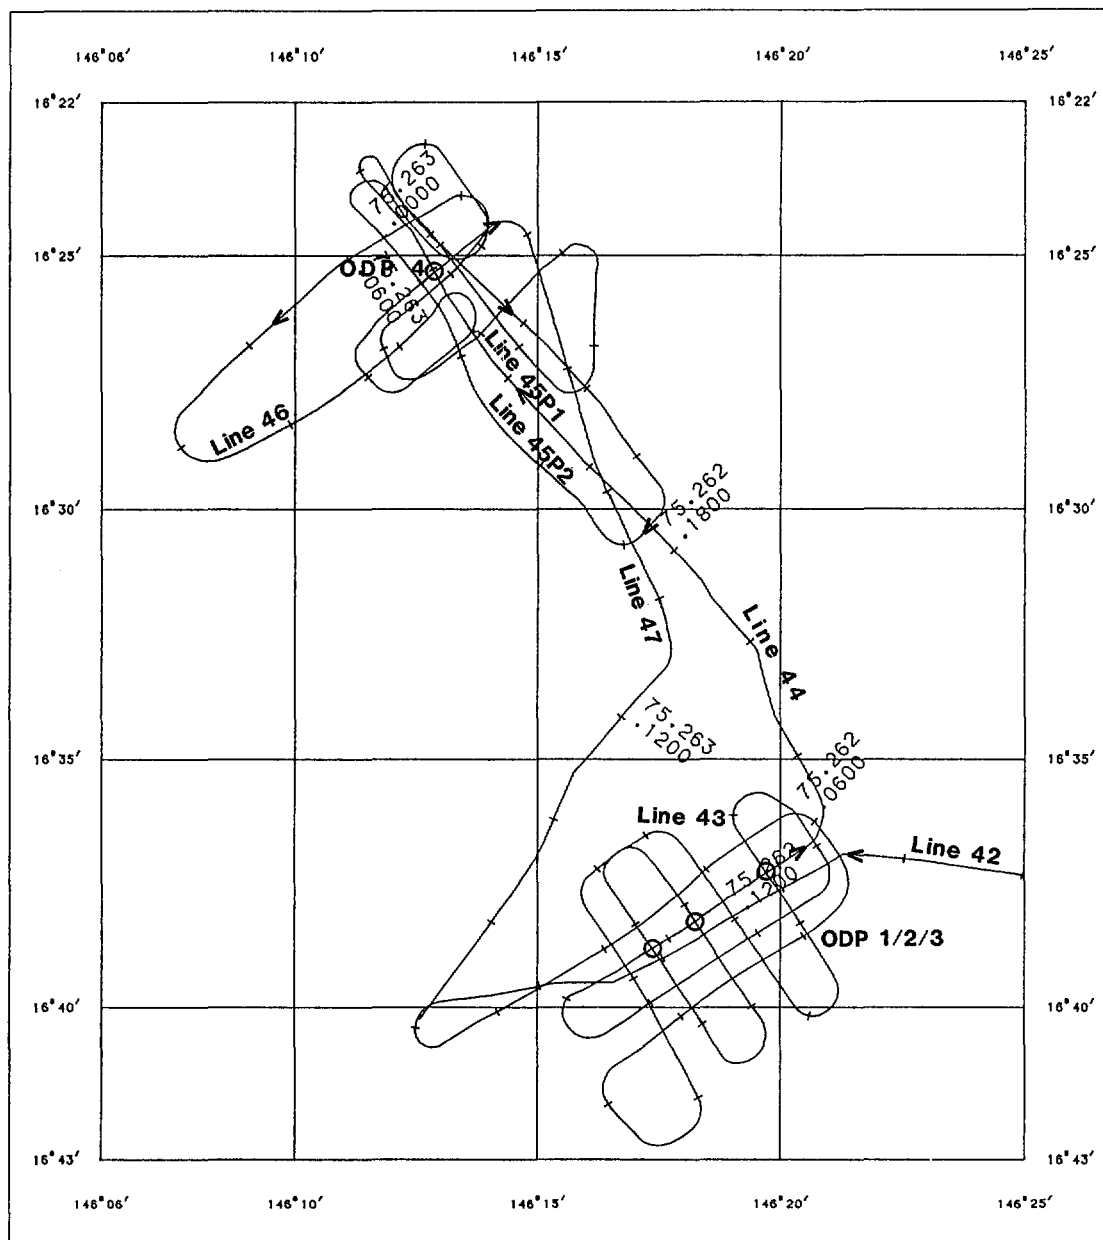 146°06′ 146°10′ 146°15′ 146°20′ 146°25′
16°22′ 16°22′
76.263
.0000
16°25′ 16°25′
ODP 4
75.263
.0600
Line 45P1
Line 46
Line 45P2
75.262
.1800
16°30′ 16°30′
Line 47
Line 44
75.263
.1200
16°35′ 16°35′
75.262
.0600
Line 43
Line 42
75.262
.1200
ODP 1/2/3
16°40′ 16°40′
16°43′ 16°43′
146°06′ 146°10′ 146°15′ 146°20′ 146°25′